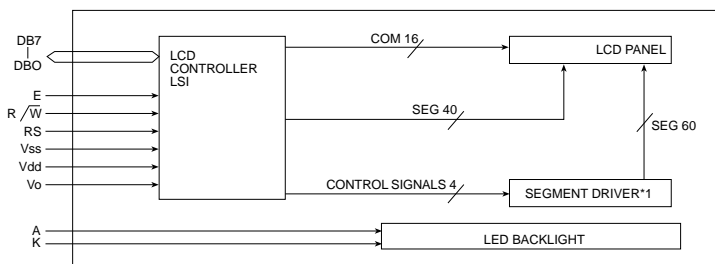 DB7
DBO
E
R / W̅
RS
Vss
Vdd
Vo
A
K
LCD
CONTROLLER
LSI
COM 16
SEG 40
CONTROL SIGNALS 4
LCD PANEL
SEG 60
SEGMENT DRIVER*1
LED BACKLIGHT